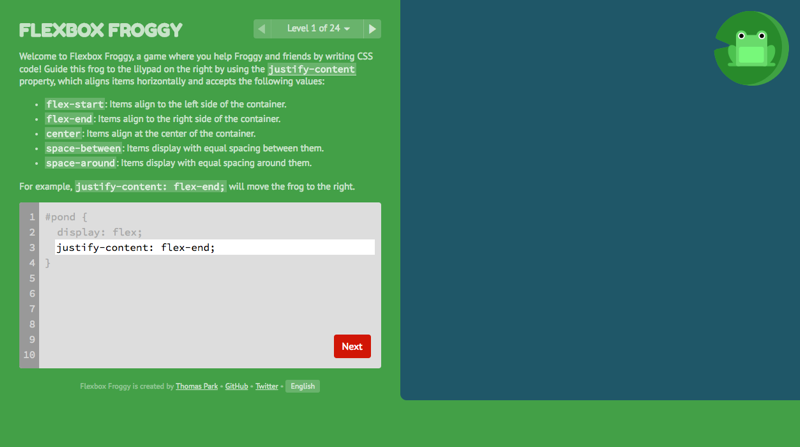 FLEXBOX FROGGY
Level 1 of 24
Welcome to Flexbox Froggy, a game where you help Froggy and friends by writing CSS
code! Guide this frog to the lilypad on the right by using the justify-content
property, which aligns items horizontally and accepts the following values:
• flex-start: Items align to the left side of the container.
• flex-end: Items align to the right side of the container.
• center: Items align at the center of the container.
• space-between: Items display with equal spacing between them.
• space-around: Items display with equal spacing around them.
For example, justify-content: flex-end; will move the frog to the right.
1 #pond {
2 display: flex;
3 justify-content: flex-end;
4 }
5
6
7
8
9
10
Next
Flexbox Froggy is created by Thomas Park • GitHub • Twitter • English